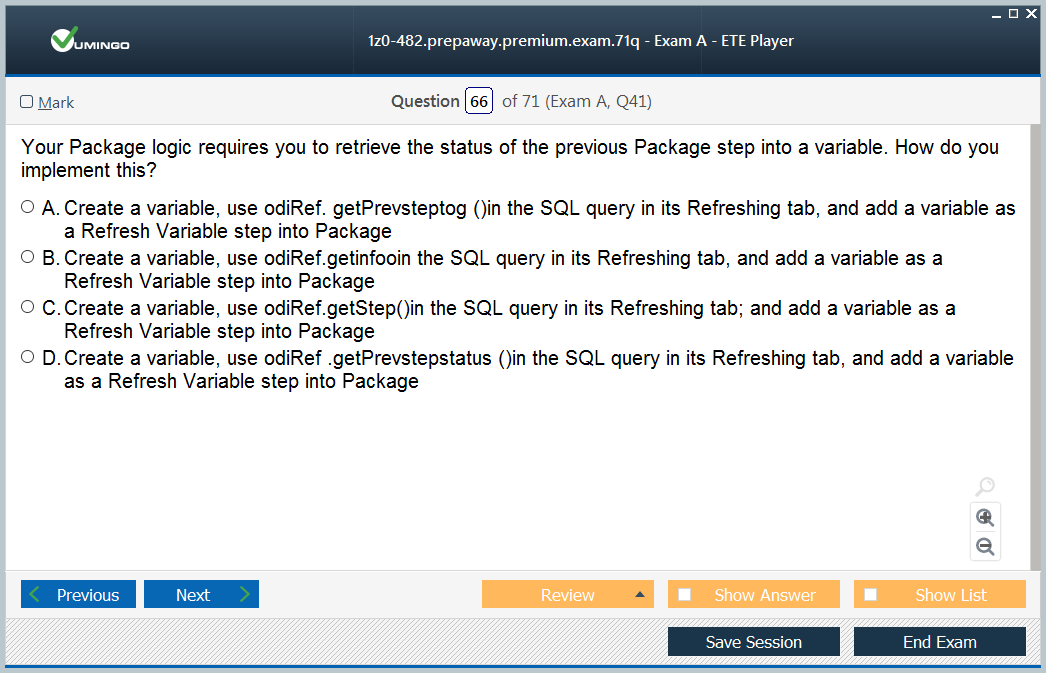 VUMINGO
1z0-482.prepaway.premium.exam.71q - Exam A - ETE Player
Mark
Question 66 of 71 (Exam A, Q41)
Your Package logic requires you to retrieve the status of the previous Package step into a variable. How do you
implement this?
A. Create a variable, use odiRef. getPrevsteptog ()in the SQL query in its Refreshing tab, and add a variable as
a Refresh Variable step into Package
B. Create a variable, use odiRef.getinfooin the SQL query in its Refreshing tab, and add a variable as a
Refresh Variable step into Package
C. Create a variable, use odiRef.getStep()in the SQL query in its Refreshing tab; and add a variable as a
Refresh Variable step into Package
D. Create a variable, use odiRef .getPrevstepstatus ()in the SQL query in its Refreshing tab, and add a variable
as a Refresh Variable step into Package
Previous
Next
Review
Show Answer
Show List
Save Session
End Exam